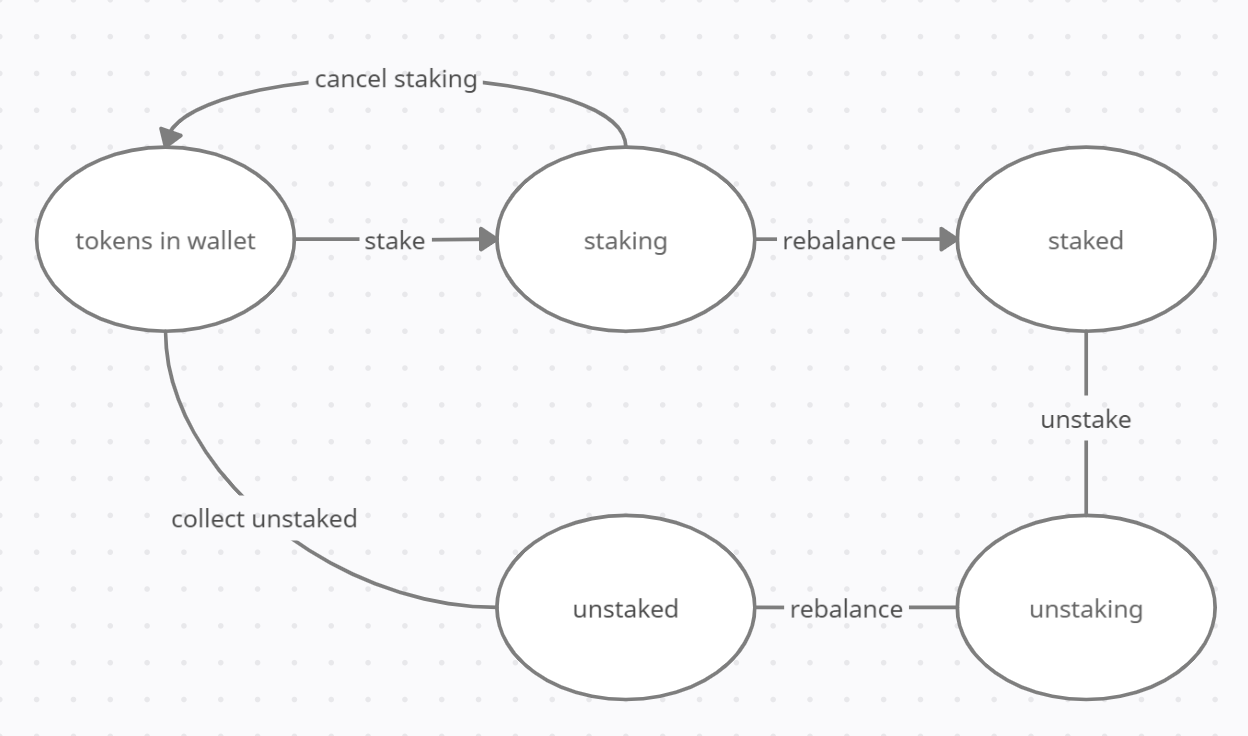 cancel staking
tokens in wallet
stake
staking
rebalance
staked
unstake
collect unstaked
unstaked
rebalance
unstaking